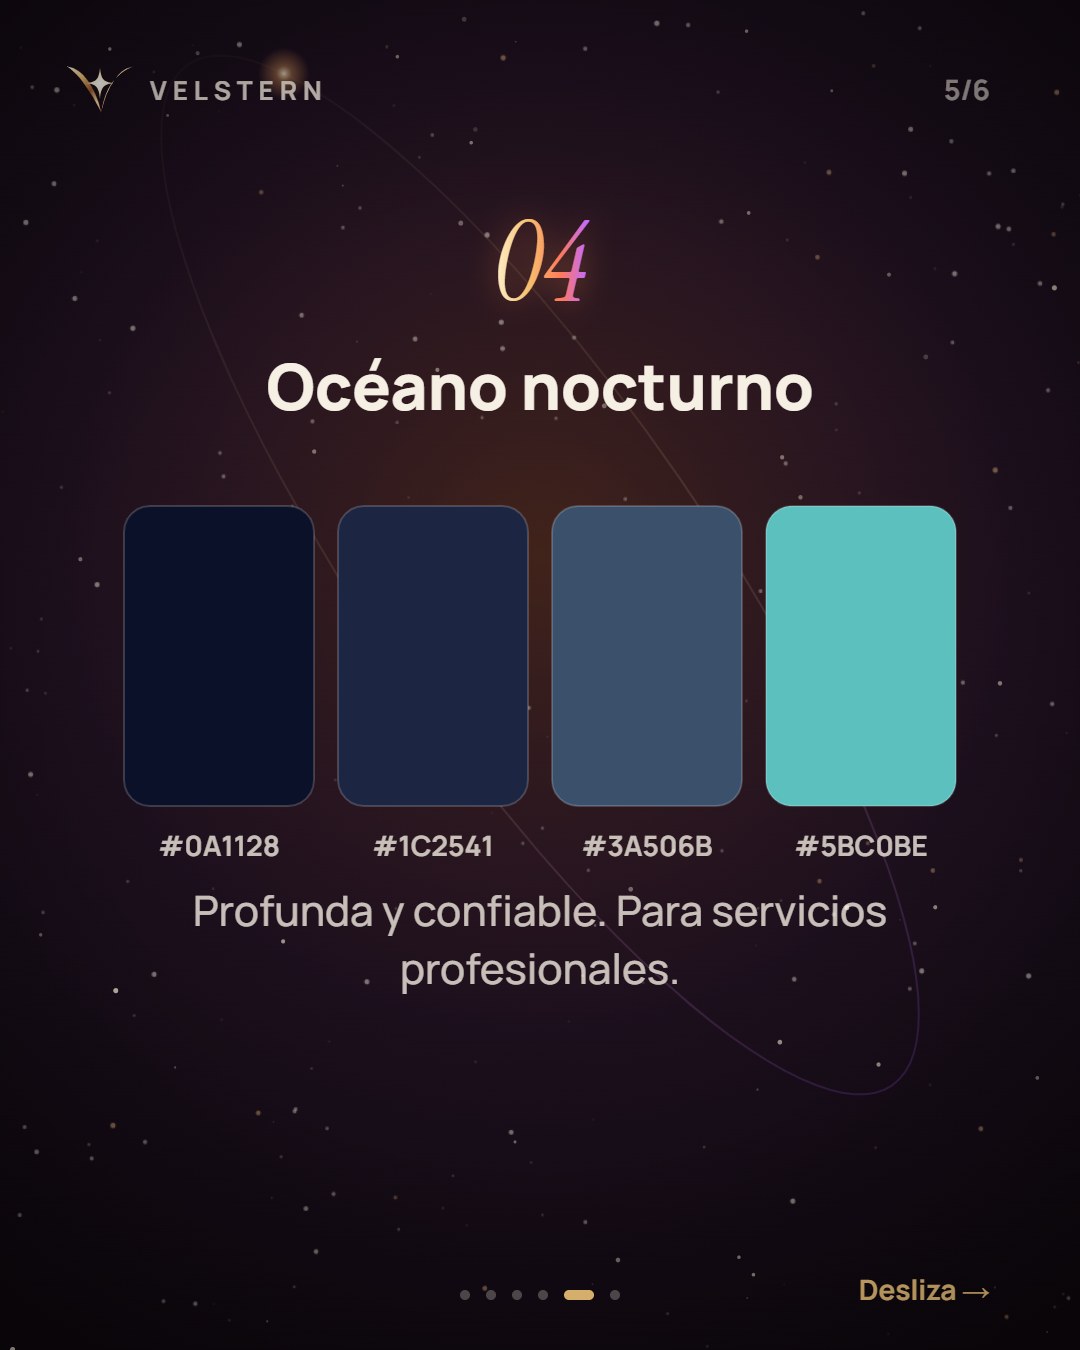 VELSTERN
5/6
04
Océano nocturno
#0A1128
#1C2541
#3A506B
#5BC0BE
Profunda y confiable. Para servicios
profesionales.
Desliza →